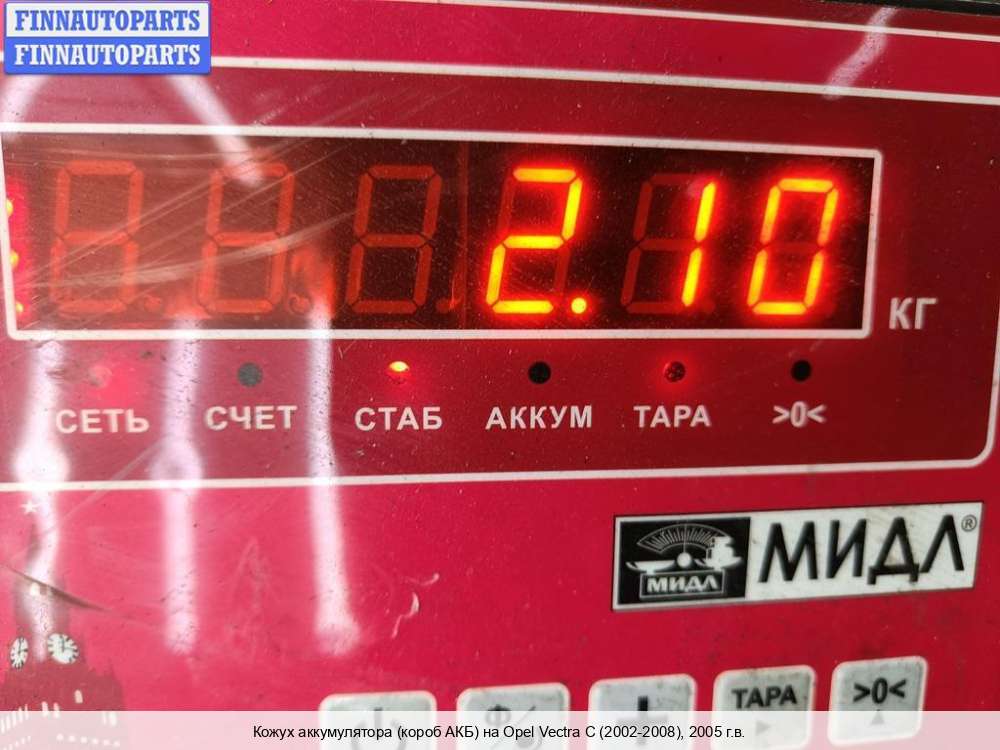 FINNAUTOPARTS
FINNAUTOPARTS
2.10
КГ
СЕТЬ СЧЕТ СТАБ АККУМ ТАРА >0<
МИДЛ МИДЛ®
ТАРА >0<
Кожух аккумулятора (короб АКБ) на Opel Vectra C (2002-2008), 2005 г.в.